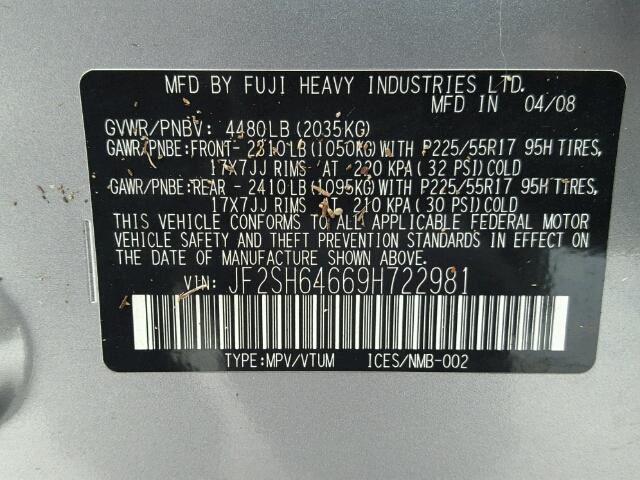 MFD BY FUJI HEAVY INDUSTRIES LTD.
MFD IN 04/08
GVWR/PNBV: 4480LB(2035KG)
GAWR/PNBE:FRONT-2310LB(1050KG)WITH P225/55R17 95H TIRES,
17X7JJ RIMS AT 220 KPA(32 PSI)COLD
GAWR/PNBE:REAR -2410LB(1095KG)WITH P225/55R17 95H TIRES,
17X7JJ RIMS AT 210 KPA(30 PSI)COLD
THIS VEHICLE CONFORMS TO ALL APPLICABLE FEDERAL MOTOR
VEHICLE SAFETY AND THEFT PREVENTION STANDARDS IN EFFECT ON
THE DATE OF MANUFACTURE SHOWN ABOVE.
VIN: JF2SH64669H722981
TYPE:MPV/VTUM ICES/NMB-002